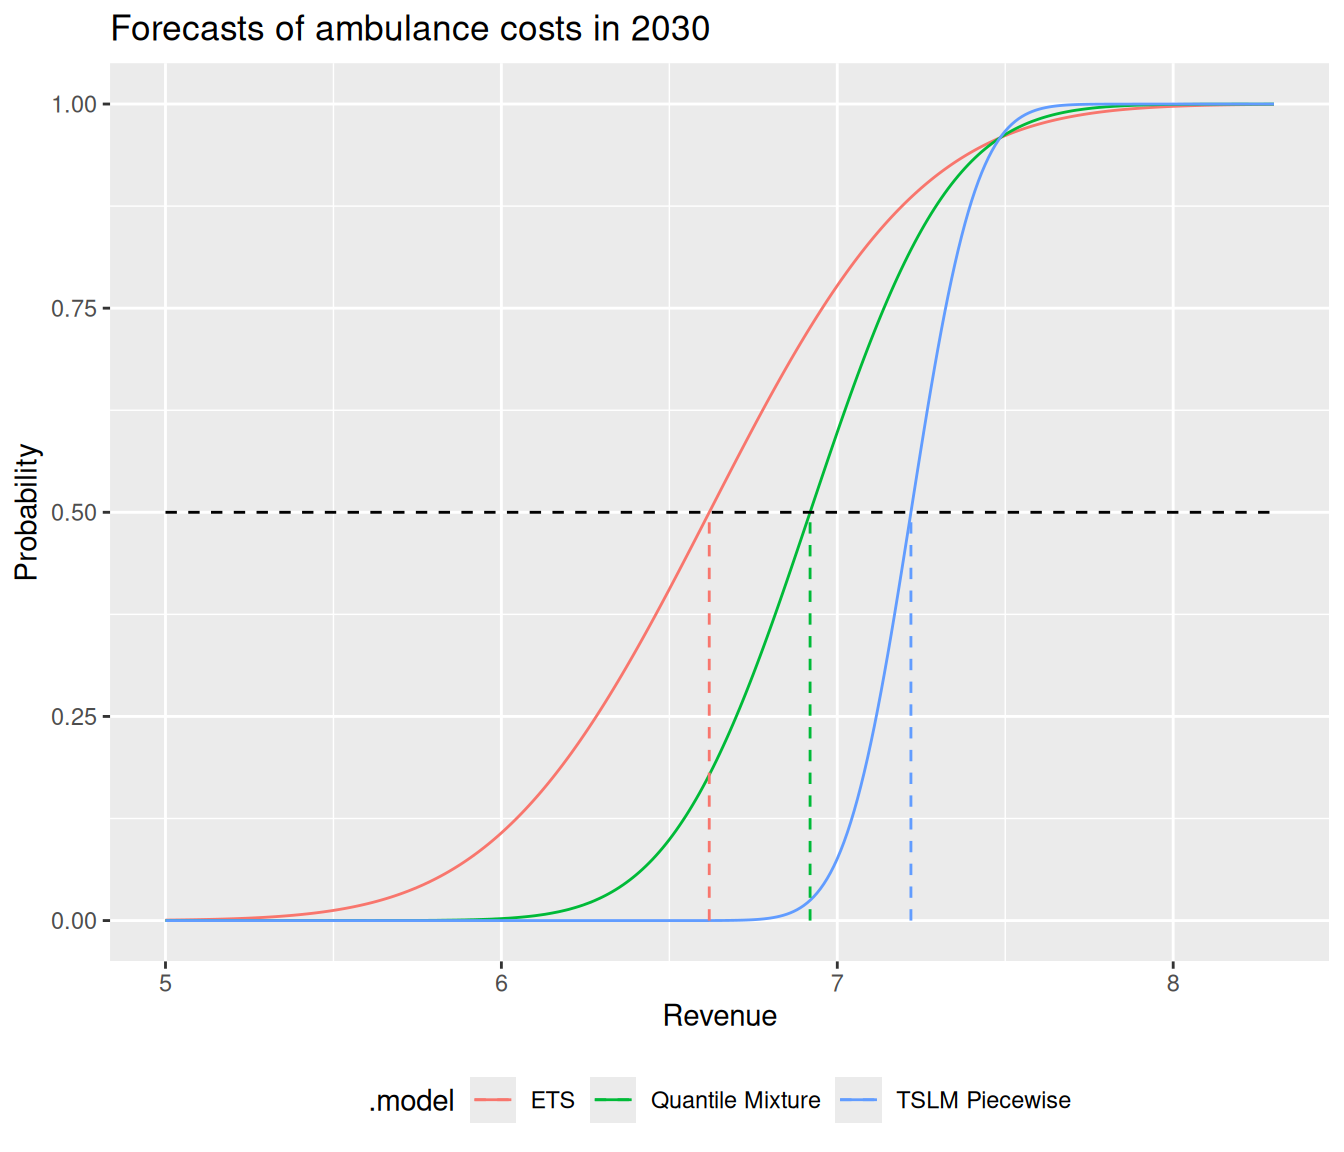 Forecasts of ambulance costs in 2030
1.00
0.75
0.50
0.25
0.00
Probability
5 6 7 8
Revenue
.model ETS Quantile Mixture TSLM Piecewise